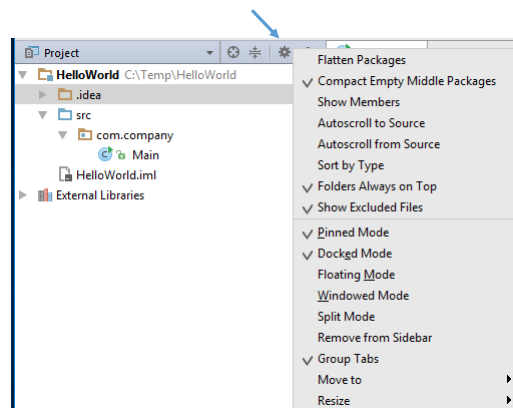 Project
HelloWorld C:\Temp\HelloWorld
.idea
src
com.company
Main
HelloWorld.iml
External Libraries
Flatten Packages
Compact Empty Middle Packages
Show Members
Autoscroll to Source
Autoscroll from Source
Sort by Type
Folders Always on Top
Show Excluded Files
Pinned Mode
Docked Mode
Floating Mode
Windowed Mode
Split Mode
Remove from Sidebar
Group Tabs
Move to
Resize